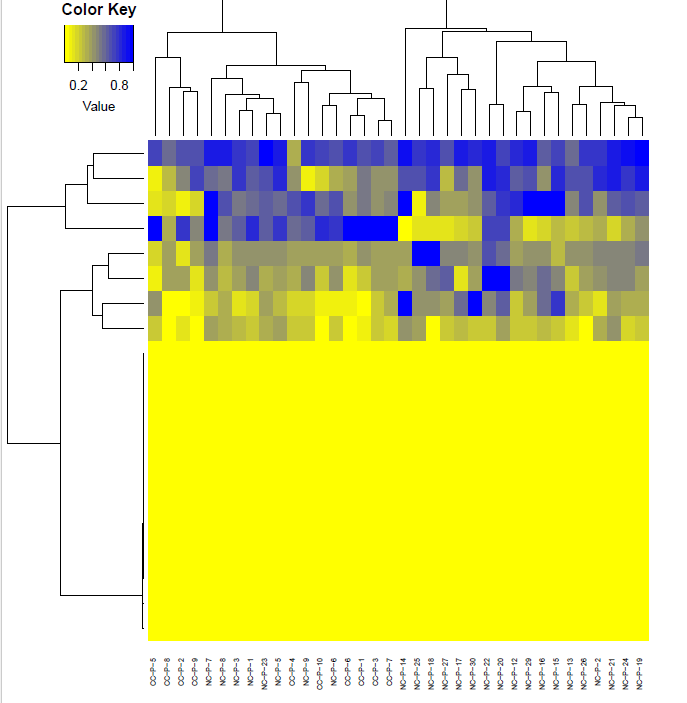 Color Key
0.2 0.8
Value
CC-P-5
CC-P-8
CC-P-2
CC-P-9
NC-P-7
NC-P-8
NC-P-3
NC-P-1
NC-P-23
NC-P-5
CC-P-4
NC-P-9
CC-P-10
NC-P-6
CC-P-6
CC-P-1
CC-P-3
CC-P-7
NC-P-14
NC-P-25
NC-P-18
NC-P-27
NC-P-17
NC-P-30
NC-P-22
NC-P-20
NC-P-12
NC-P-29
NC-P-16
NC-P-15
NC-P-13
NC-P-26
NC-P-2
NC-P-21
NC-P-24
NC-P-19